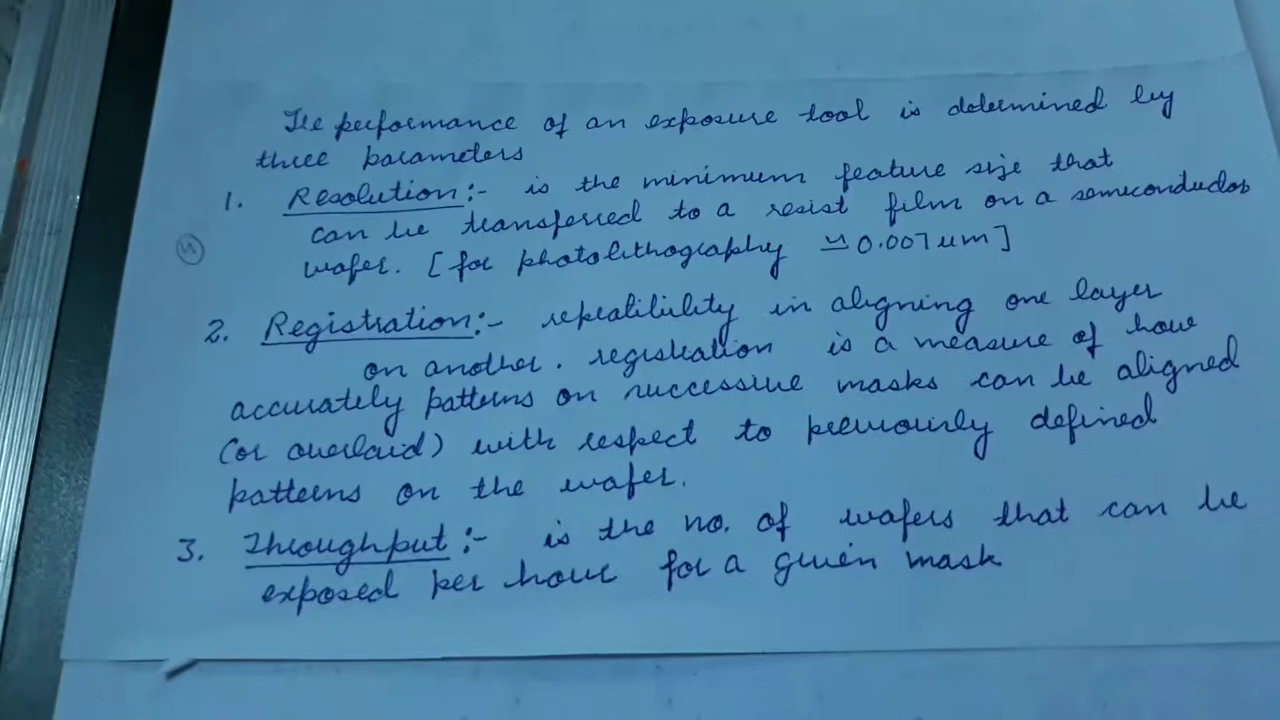 The performance of an exposure tool is determined by
three parameters
1. Resolution:- is the minimum feature size that
can be transferred to a resist film on a semiconductor
wafer. [for photolithography ≃ 0.007 um]
2. Registration:- repeatibility in aligning one layer
on another. registration is a measure of how
accurately patterns on successive masks can be aligned
(or overlaid) with respect to previously defined
patterns on the wafer.
3. Throughput:- is the no. of wafers that can be
exposed per hour for a given mask